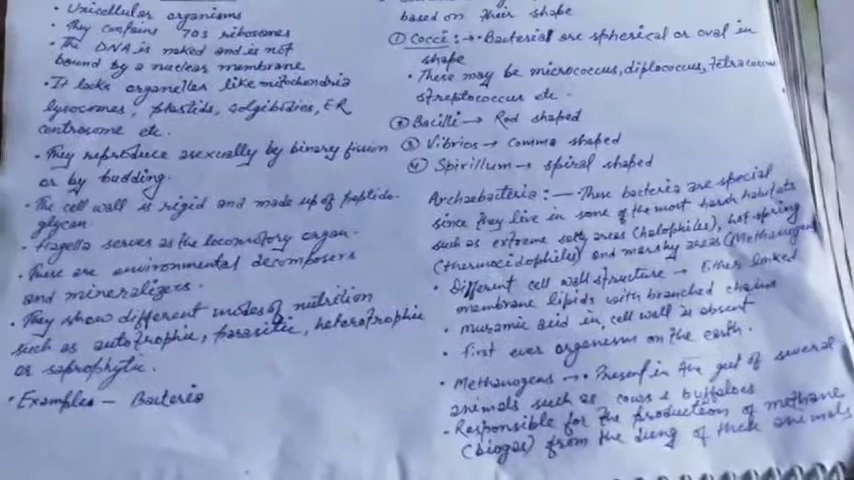 • Unicellular organisms
• They contains 70s ribosomes
• The DNA is naked and is not
bound by a nuclear membrane
• It lacks organelles like mitochondria
lysocomes, plastids, golgibodies, ER
centrosome etc.
• They reproduce asexually by binary fission
or by budding.
• The cell wall is rigid and made up of peptido-
glycan
• flagella serves as the locomotory organ.
• These are environmental decomposers
and mineralizers.
• They show different modes of nutrition
such as autotrophic, parasitic, heterotrophic
or saprophytic.
• Examples — Bacteria
based on their shape
① Cocci :→ • Bacterial are spherical or oval in
shape
• There may be micrococcus, diplococcus, Tetracoccus
streptococcus etc.
Bacilli → Rod shaped
③ Vibrios → Comma shaped
④ Spirillum → spiral shaped
Archaebacteria :— These bacteria are special
since they live in some of the most harsh habitats
such as extreme salty areas (halophiles), hot spring
(thermoacidophiles) and marshy areas (Methanogens)
• Different cell wall structure → Ether linked
membrane lipids with branched chains
• muramic acid in cell wall is absent
• first ever organism on the earth.
• Methanogens → • Present in the gut of several
animals such as cows & buffaloes
• Responsible for the production of methane
(biogas) from the dung of these animals